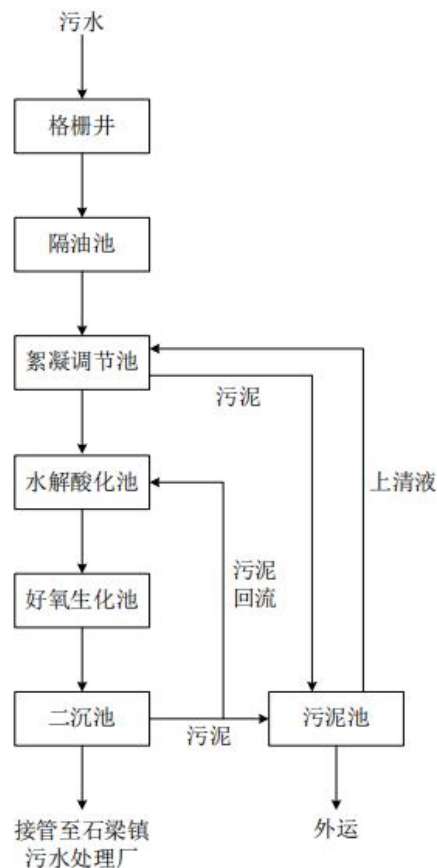 污水
格栅井
隔油池
絮凝调节池
污泥
水解酸化池
上清液
污泥
回流
好氧生化池
二沉池
污泥
污泥池
接管至石梁镇
污水处理厂
外运